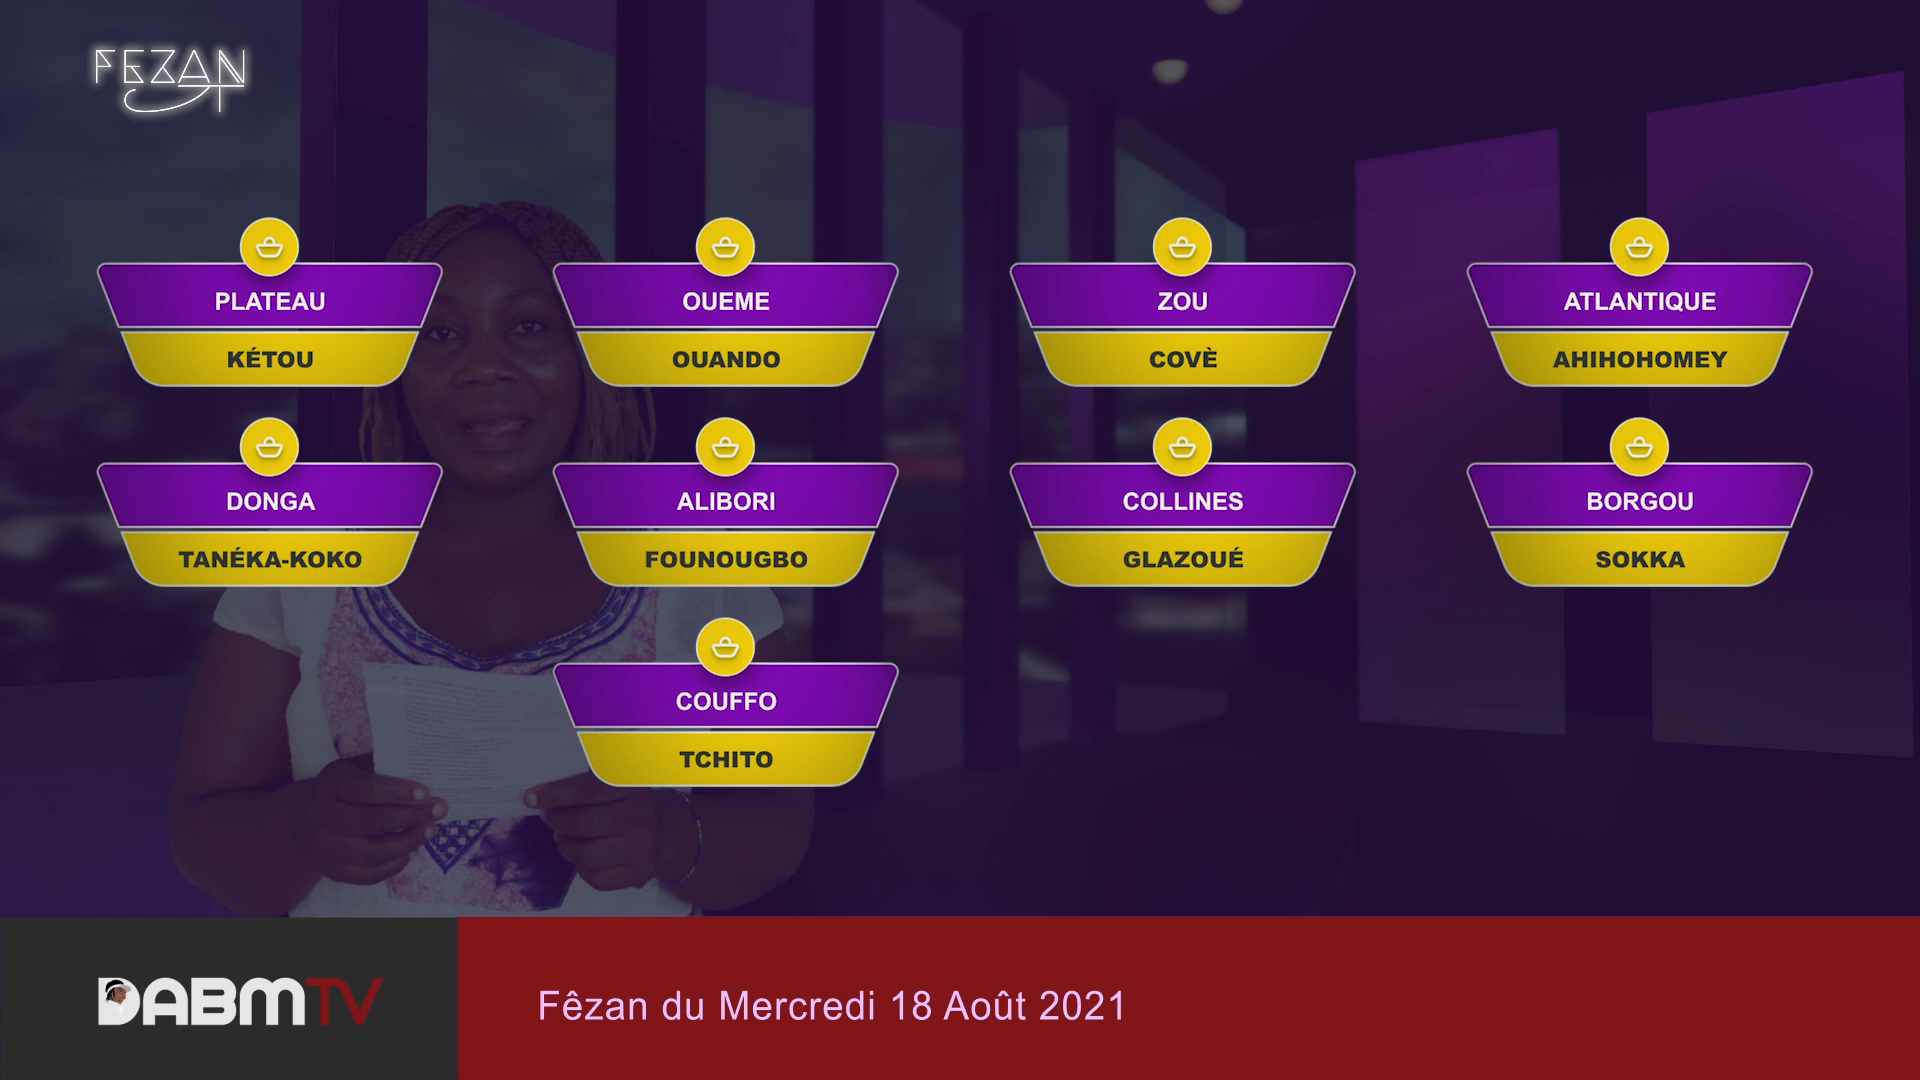 FEZAN
PLATEAU
KÉTOU
OUEME
OUANDO
ZOU
COVÈ
ATLANTIQUE
AHIHOHOMEY
DONGA
TANÉKA-KOKO
ALIBORI
FOUNOUGBO
COLLINES
GLAZOUÉ
BORGOU
SOKKA
COUFFO
TCHITO
DABMTV
Fêzan du Mercredi 18 Août 2021